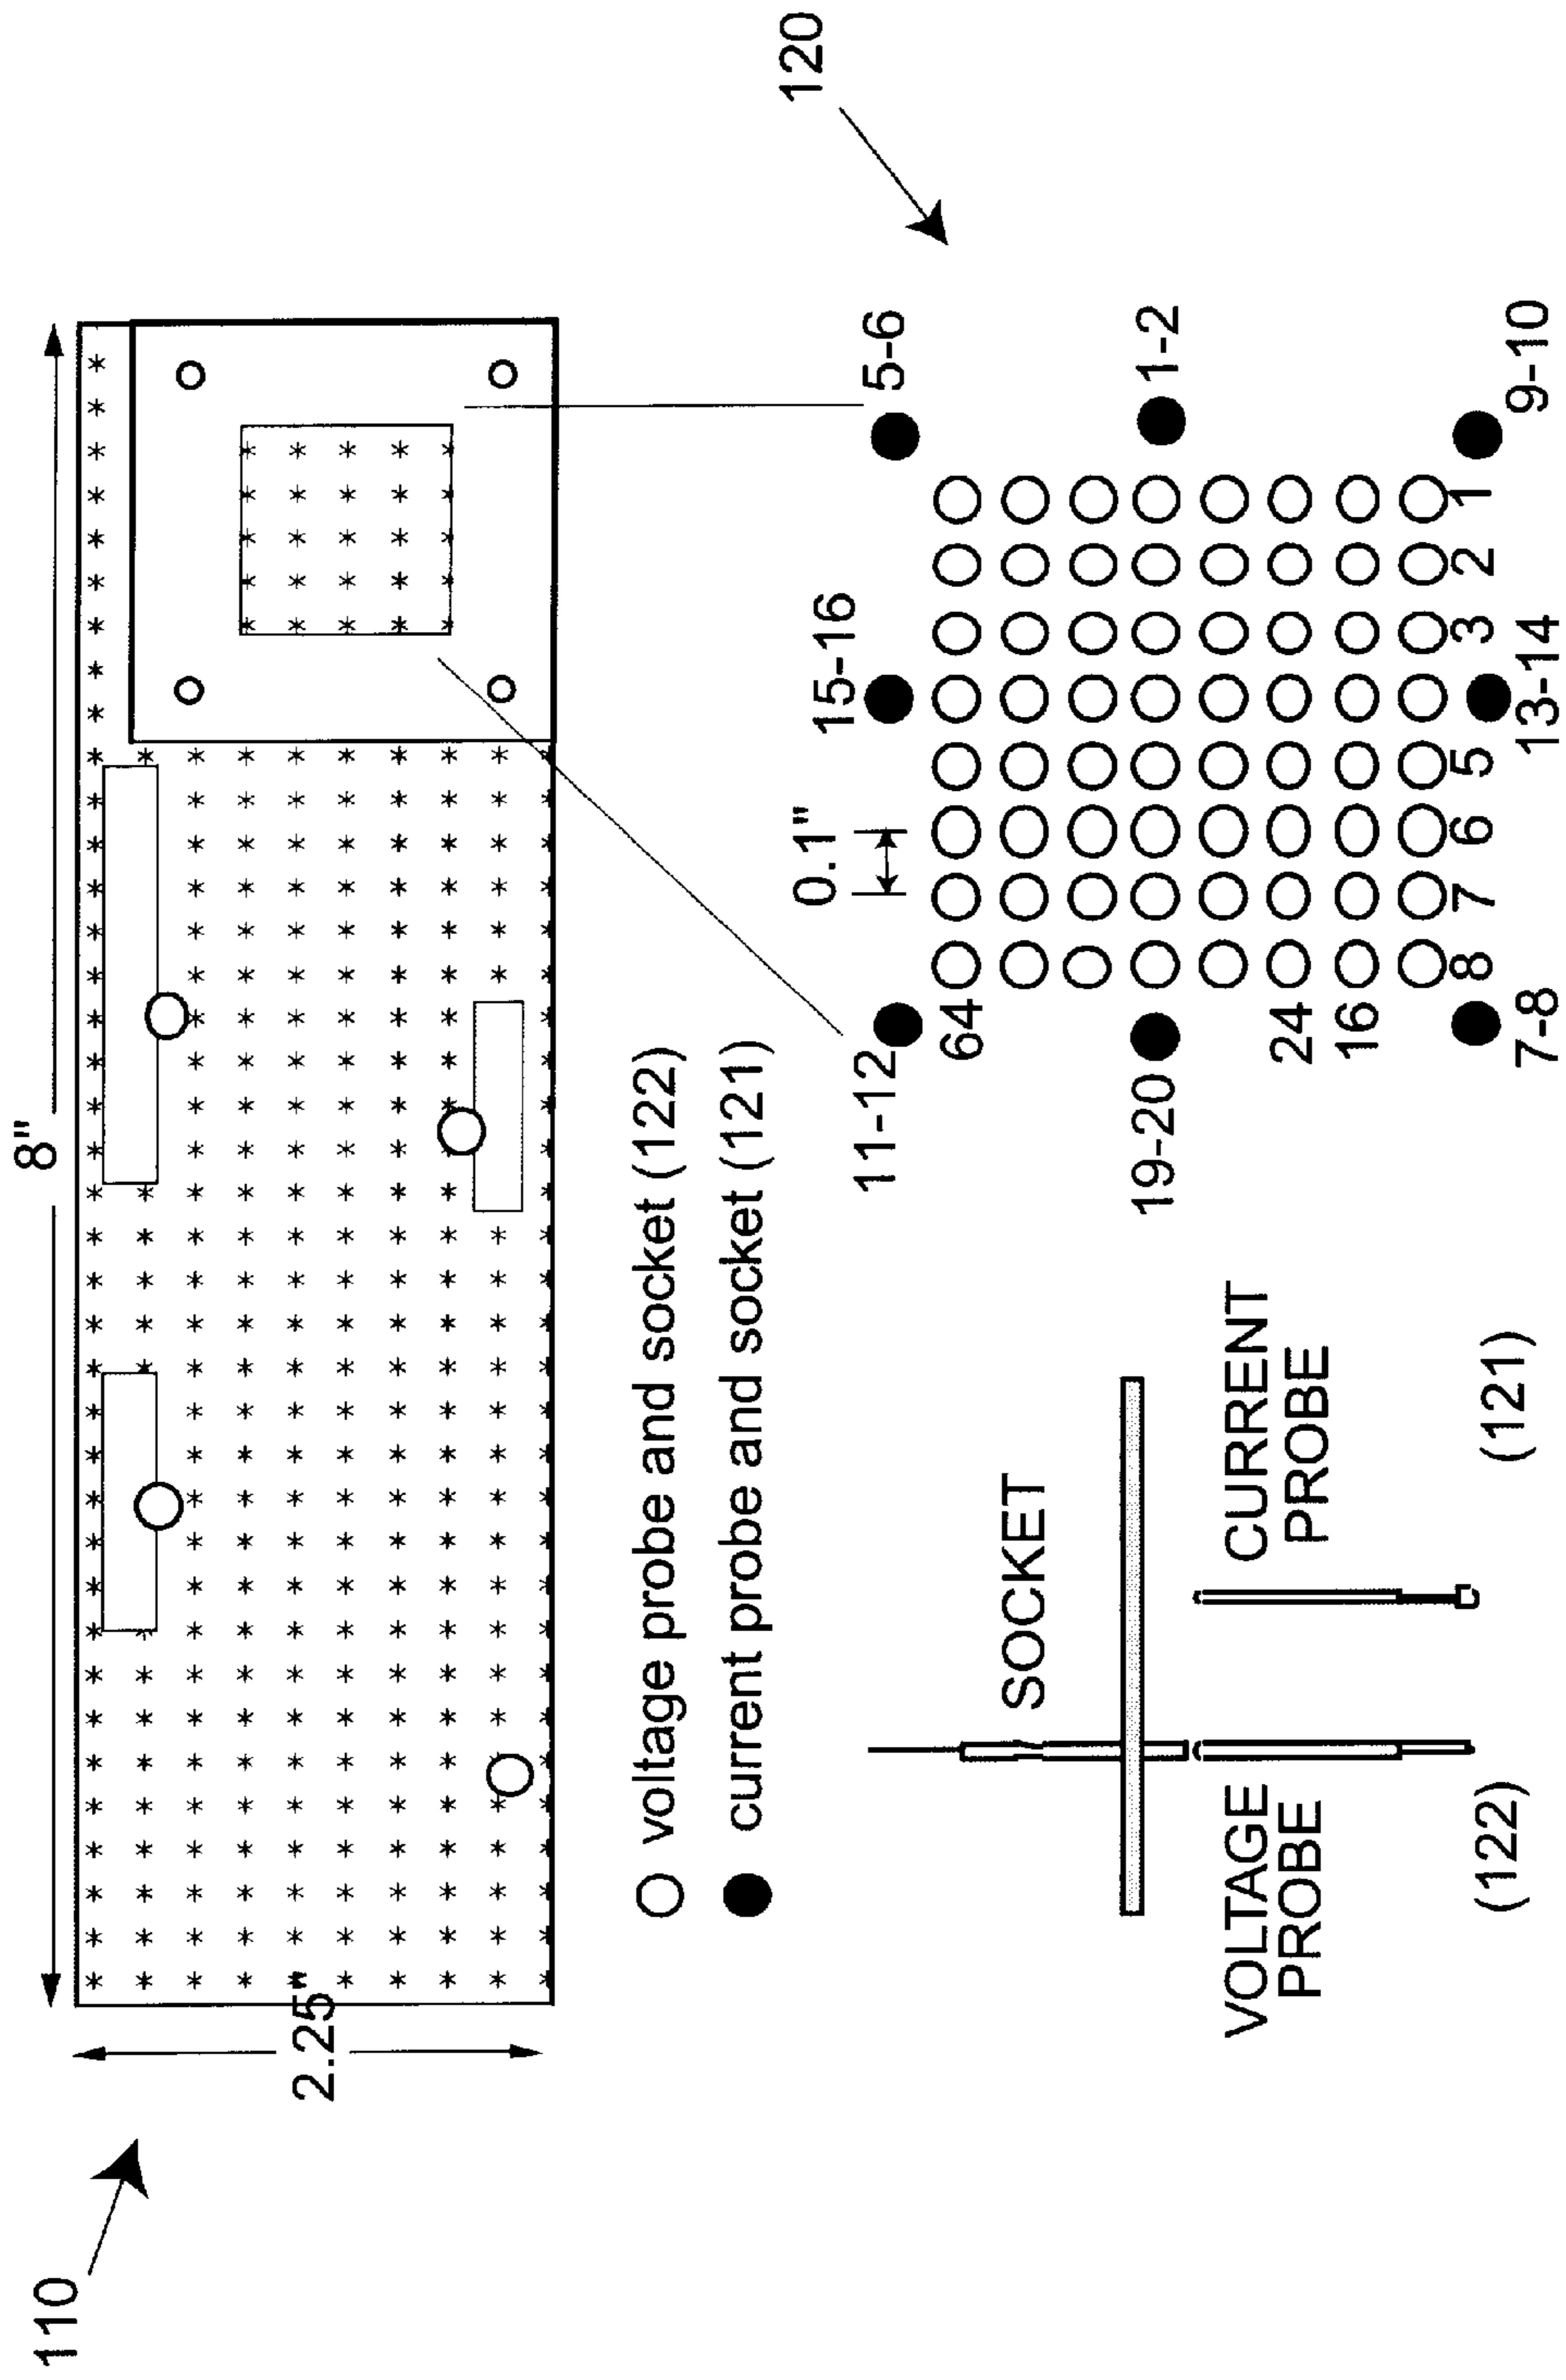 110
8"
2.25"
voltage probe and socket (122)
current probe and socket (121)
120
11-12
15-16
5-6
0.1"
64
19-20
1-2
24
16
8 7 6 5 3 2 1
7-8
13-14
9-10
SOCKET
VOLTAGE
PROBE
(122)
CURRENT
PROBE
(121)